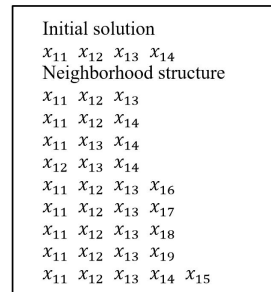 Initial solution
x₁₁ x₁₂ x₁₃ x₁₄
Neighborhood structure
x₁₁ x₁₂ x₁₃
x₁₁ x₁₂ x₁₄
x₁₁ x₁₃ x₁₄
x₁₂ x₁₃ x₁₄
x₁₁ x₁₂ x₁₃ x₁₆
x₁₁ x₁₂ x₁₃ x₁₇
x₁₁ x₁₂ x₁₃ x₁₈
x₁₁ x₁₂ x₁₃ x₁₉
x₁₁ x₁₂ x₁₃ x₁₄ x₁₅